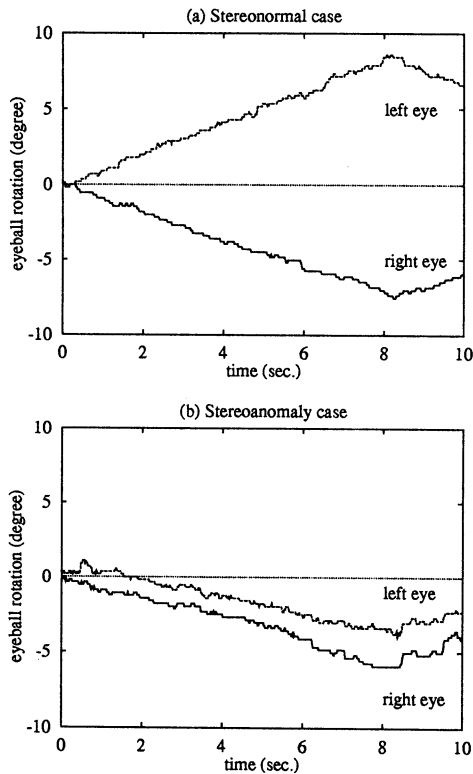 (a) Stereonormal case
10
5
0
-5
-10
eyeball rotation (degree)
left eye
right eye
0 2 4 6 8 10
time (sec.)
(b) Stereoanomaly case
10
5
0
-5
-10
eyeball rotation (degree)
left eye
right eye
0 2 4 6 8 10
time (sec.)